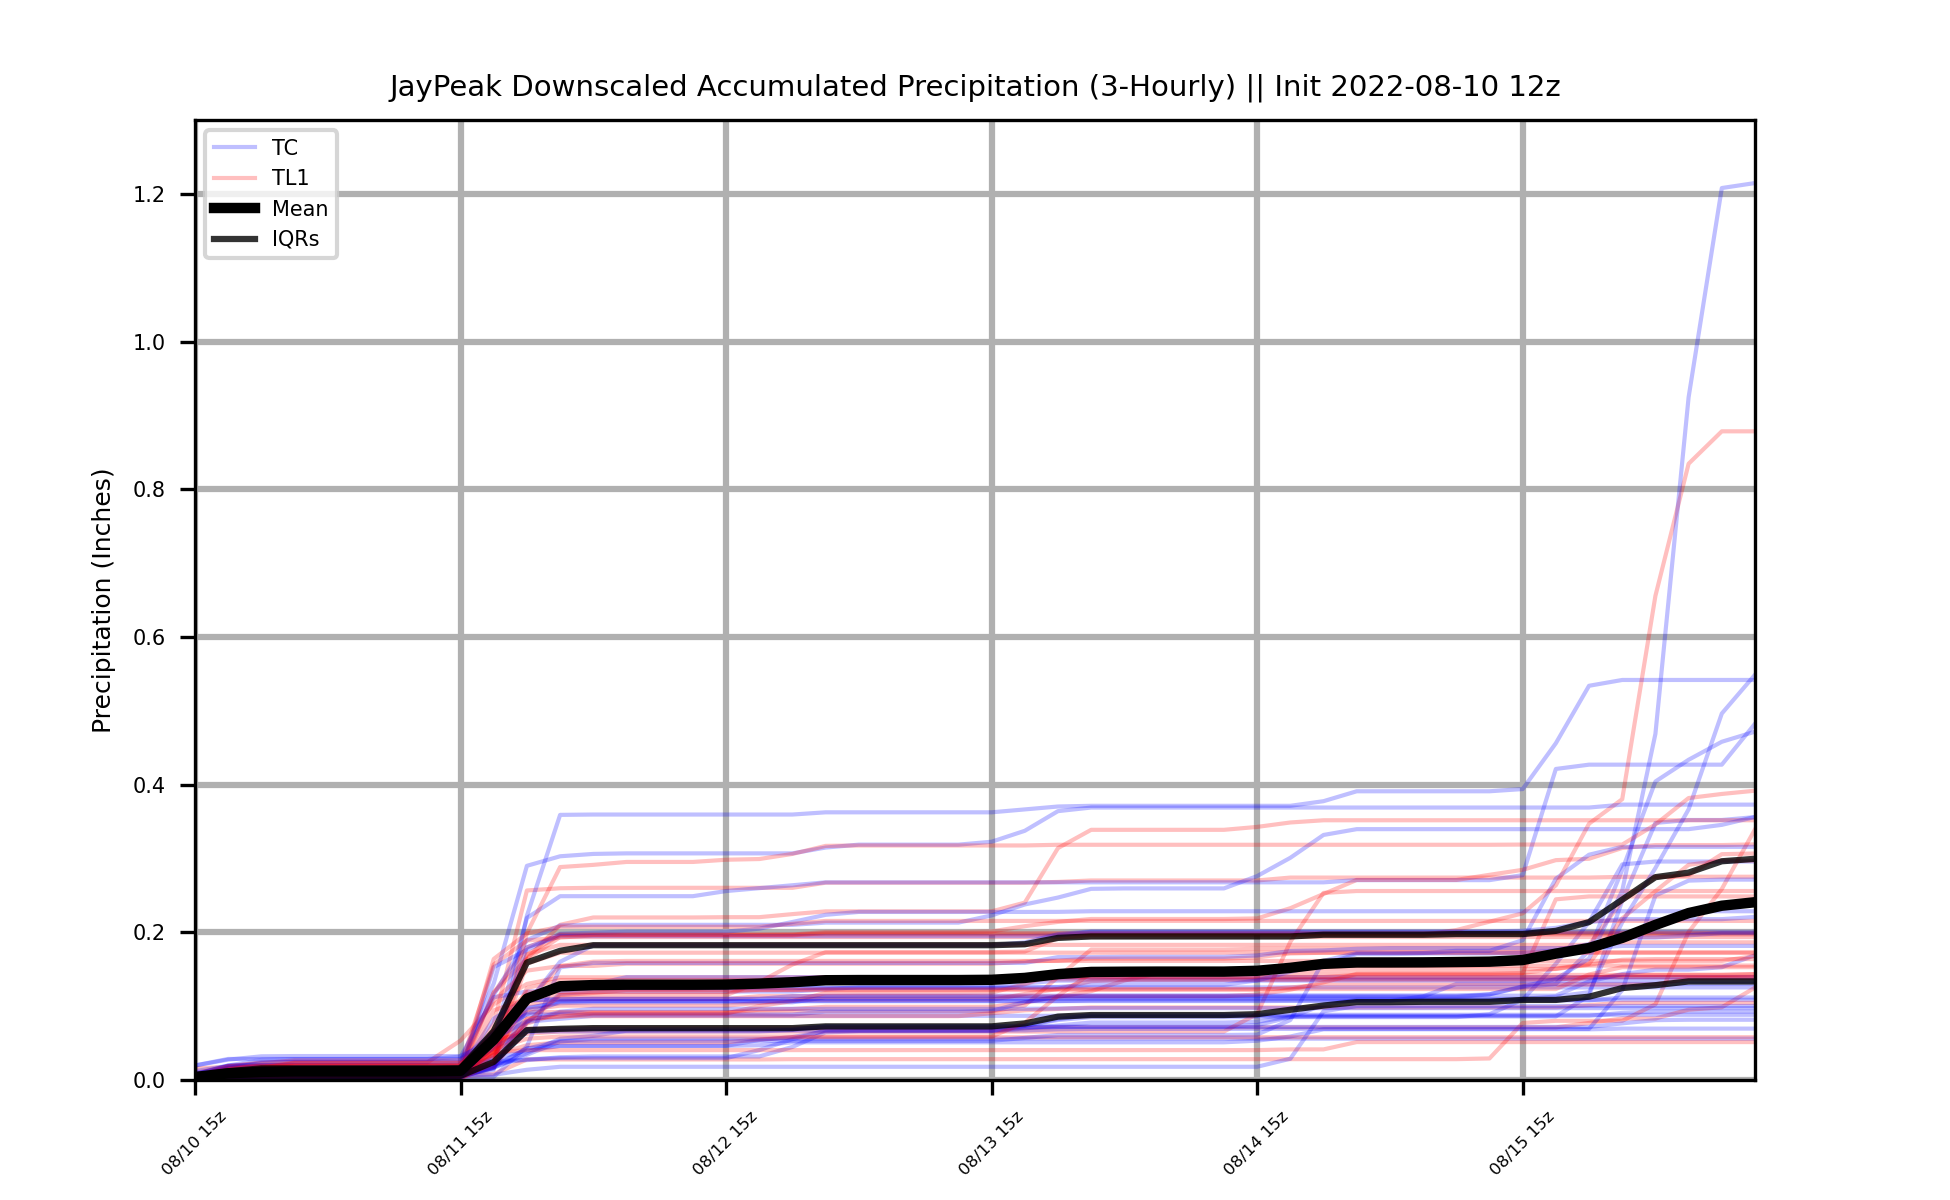 JayPeak Downscaled Accumulated Precipitation (3-Hourly) || Init 2022-08-10 12z
TC
TL1
Mean
IQRs
Precipitation (Inches)
1.2
1.0
0.8
0.6
0.4
0.2
0.0
08/10 15z
08/11 15z
08/12 15z
08/13 15z
08/14 15z
08/15 15z